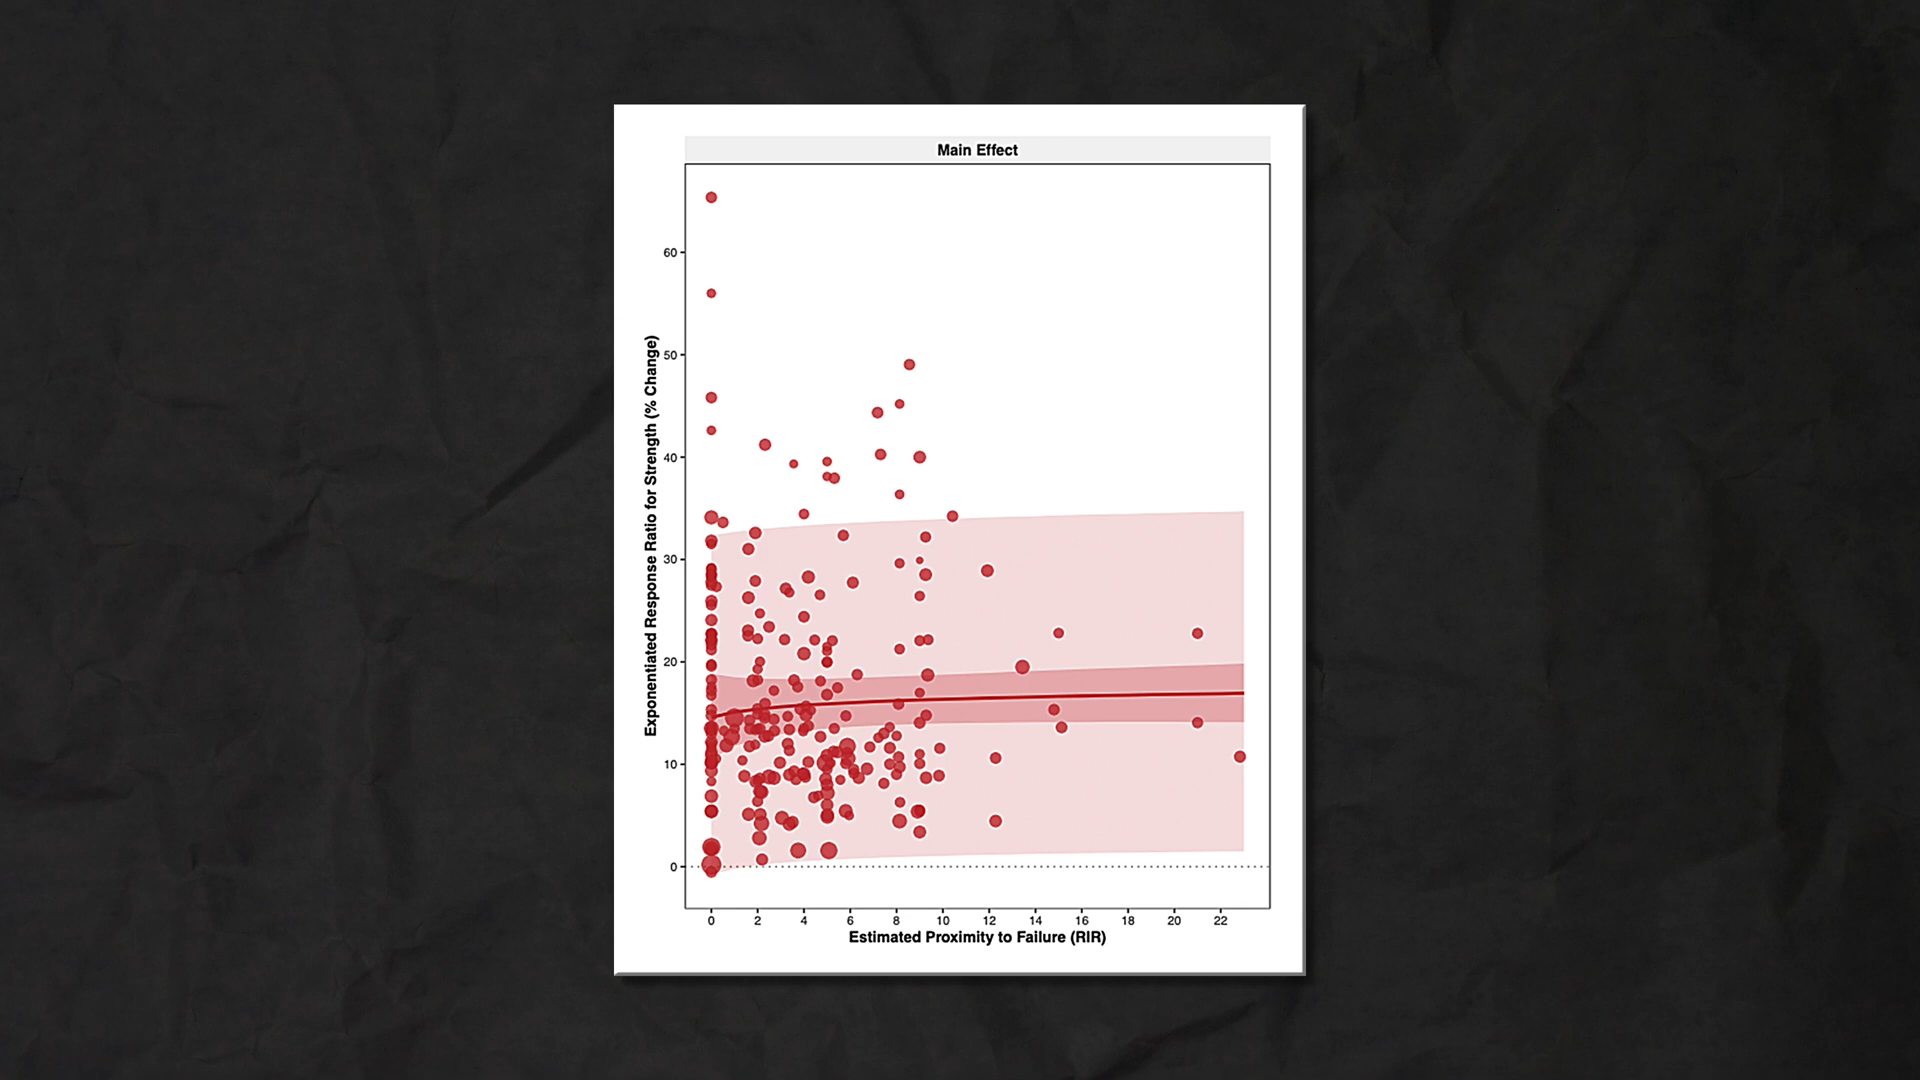 Main Effect
Exponentiated Response Ratio for Strength (% Change)
60
50
40
30
20
10
0
0 2 4 6 8 10 12 14 16 18 20 22
Estimated Proximity to Failure (RIR)